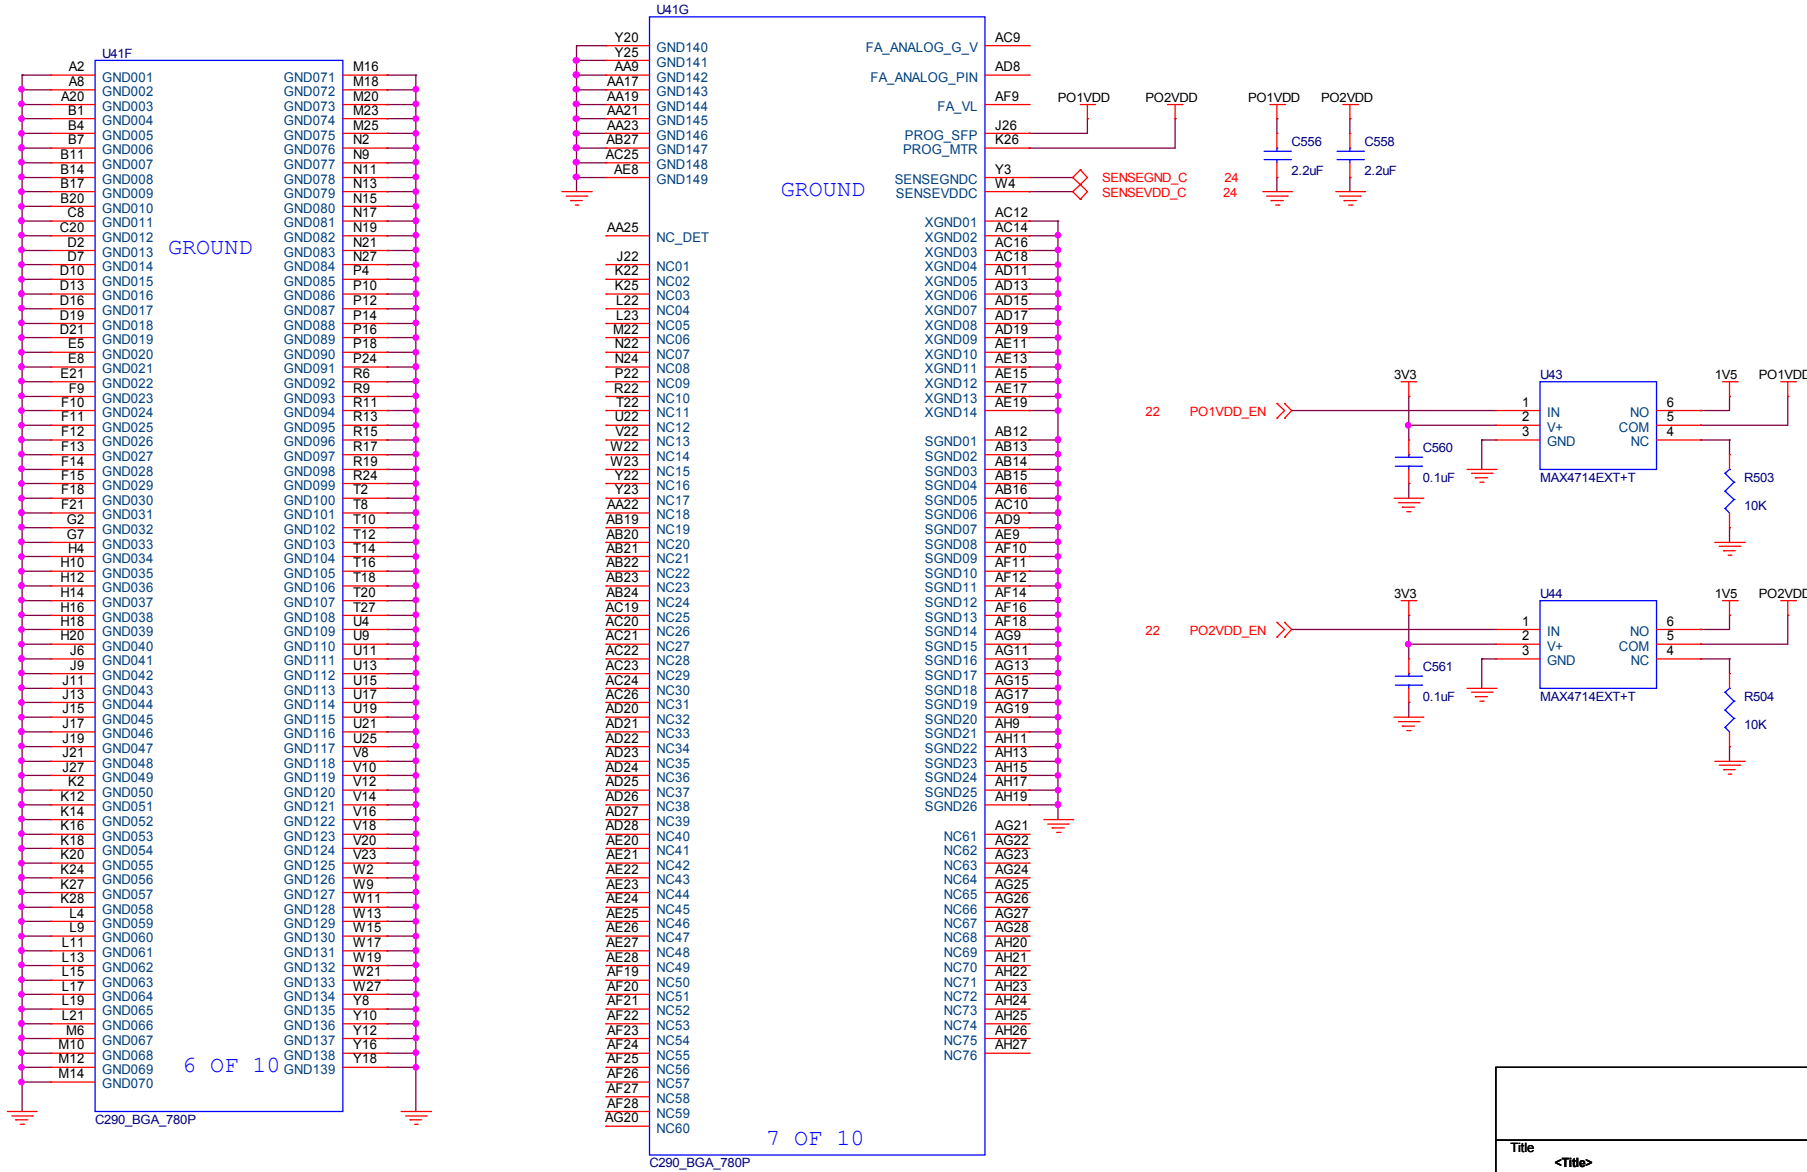 U41F
A2 GND001 GND071 M16
A8 GND002 GND072 M18
A20 GND003 GND073 M20
B1 GND004 GND074 M23
B4 GND005 GND075 M25
B7 GND006 GND076 N2
B11 GND007 GND077 N9
B14 GND008 GND078 N11
B17 GND009 GND079 N13
B20 GND010 GND080 N15
C8 GND011 GND081 N17
C20 GND012 GND082 N19
GROUND
D2 GND013 GND083 N21
D7 GND014 GND084 N27
D10 GND015 GND085 P4
D13 GND016 GND086 P10
D16 GND017 GND087 P12
D19 GND018 GND088 P14
D21 GND019 GND089 P16
E5 GND020 GND090 P18
E8 GND021 GND091 P24
E21 GND022 GND092 R6
F9 GND023 GND093 R9
F10 GND024 GND094 R11
F11 GND025 GND095 R13
F12 GND026 GND096 R15
F13 GND027 GND097 R17
F14 GND028 GND098 R19
F15 GND029 GND099 R24
F18 GND030 GND100 T2
F21 GND031 GND101 T8
G2 GND032 GND102 T10
G7 GND033 GND103 T12
H4 GND034 GND104 T14
H10 GND035 GND105 T16
H12 GND036 GND106 T18
H14 GND037 GND107 T20
H16 GND038 GND108 T27
H18 GND039 GND109 U4
H20 GND040 GND110 U9
J6 GND041 GND111 U11
J9 GND042 GND112 U13
J11 GND043 GND113 U15
J13 GND044 GND114 U17
J15 GND045 GND115 U19
J17 GND046 GND116 U21
J19 GND047 GND117 U25
J21 GND048 GND118 V8
J27 GND049 GND119 V10
K2 GND050 GND120 V12
K12 GND051 GND121 V14
K14 GND052 GND122 V16
K16 GND053 GND123 V18
K18 GND054 GND124 V20
K20 GND055 GND125 V23
K24 GND056 GND126 W2
K27 GND057 GND127 W9
K28 GND058 GND128 W11
L4 GND059 GND129 W13
L9 GND060 GND130 W15
L11 GND061 GND131 W17
L13 GND062 GND132 W19
L15 GND063 GND133 W21
L17 GND064 GND134 W27
L19 GND065 GND135 Y8
L21 GND066 GND136 Y10
M6 GND067 GND137 Y12
M10 GND068 GND138 Y16
M12 GND069 GND139 Y18
M14 GND070
6 OF 10
C290_BGA_780P
U41G
Y20 GND140
Y25 GND141
AA9 GND142
AA17 GND143
AA19 GND144
AA21 GND145
AA23 GND146
AB27 GND147
AC25 GND148
AE8 GND149
GROUND
AA25 NC_DET
J22 NC01
K22 NC02
K25 NC03
L22 NC04
L23 NC05
M22 NC06
N22 NC07
N24 NC08
P22 NC09
R22 NC10
T22 NC11
U22 NC12
V22 NC13
W22 NC14
W23 NC15
Y22 NC16
Y23 NC17
AA22 NC18
AB19 NC19
AB20 NC20
AB21 NC21
AB22 NC22
AB23 NC23
AB24 NC24
AC19 NC25
AC20 NC26
AC21 NC27
AC22 NC28
AC23 NC29
AC24 NC30
AC26 NC31
AD20 NC32
AD21 NC33
AD22 NC34
AD23 NC35
AD24 NC36
AD25 NC37
AD26 NC38
AD27 NC39
AD28 NC40
AE20 NC41
AE21 NC42
AE22 NC43
AE23 NC44
AE24 NC45
AE25 NC46
AE26 NC47
AE27 NC48
AE28 NC49
AF19 NC50
AF20 NC51
AF21 NC52
AF22 NC53
AF23 NC54
AF24 NC55
AF25 NC56
AF26 NC57
AF27 NC58
AF28 NC59
AG20 NC60
FA_ANALOG_G_V AC9
FA_ANALOG_PIN AD8
FA_VL AF9
PROG_SFP J26
PROG_MTR K26
SENSEGNDC Y3 SENSEGND_C 24
SENSEVDDC W4 SENSEVDD_C 24
XGND01 AC12
XGND02 AC14
XGND03 AC16
XGND04 AC18
XGND05 AD11
XGND06 AD13
XGND07 AD15
XGND08 AD17
XGND09 AD19
XGND10 AE11
XGND11 AE13
XGND12 AE15
XGND13 AE17
XGND14 AE19
SGND01 AB12
SGND02 AB13
SGND03 AB14
SGND04 AB15
SGND05 AB16
SGND06 AC10
SGND07 AD9
SGND08 AE9
SGND09 AF10
SGND10 AF11
SGND11 AF12
SGND12 AF14
SGND13 AF16
SGND14 AF18
SGND15 AG9
SGND16 AG11
SGND17 AG13
SGND18 AG15
SGND19 AG17
SGND20 AG19
SGND21 AH9
SGND22 AH11
SGND23 AH13
SGND24 AH15
SGND25 AH17
SGND26 AH19
NC61 AG21
NC62 AG22
NC63 AG23
NC64 AG24
NC65 AG25
NC66 AG26
NC67 AG27
NC68 AG28
NC69 AH20
NC70 AH21
NC71 AH22
NC72 AH23
NC73 AH24
NC74 AH25
NC75 AH26
NC76 AH27
7 OF 10
C290_BGA_780P
PO1VDD PO2VDD PO1VDD PO2VDD
C556 C558
2.2uF 2.2uF
3V3 U43 1V5 PO1VDD
22 PO1VDD_EN 1 IN NO 6
2 V+ COM 5
3 GND NC 4
C560
0.1uF
MAX4714EXT+T
R503
10K
3V3 U44 1V5 PO2VDD
22 PO2VDD_EN 1 IN NO 6
2 V+ COM 5
3 GND NC 4
C561
0.1uF
MAX4714EXT+T
R504
10K
Title
<Title>